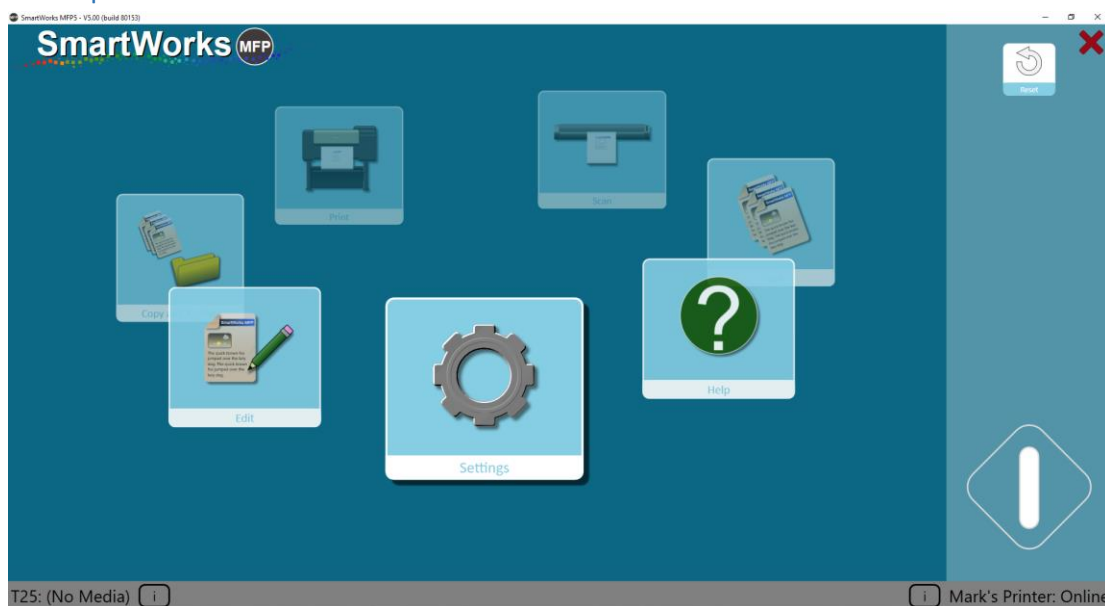 SmartWorks MFP5 - V5.00 (build 80153)
SmartWorks MFP
Reset
Print
Scan
Copy
Edit
Settings
Help
T25: (No Media) i
i Mark's Printer: Online